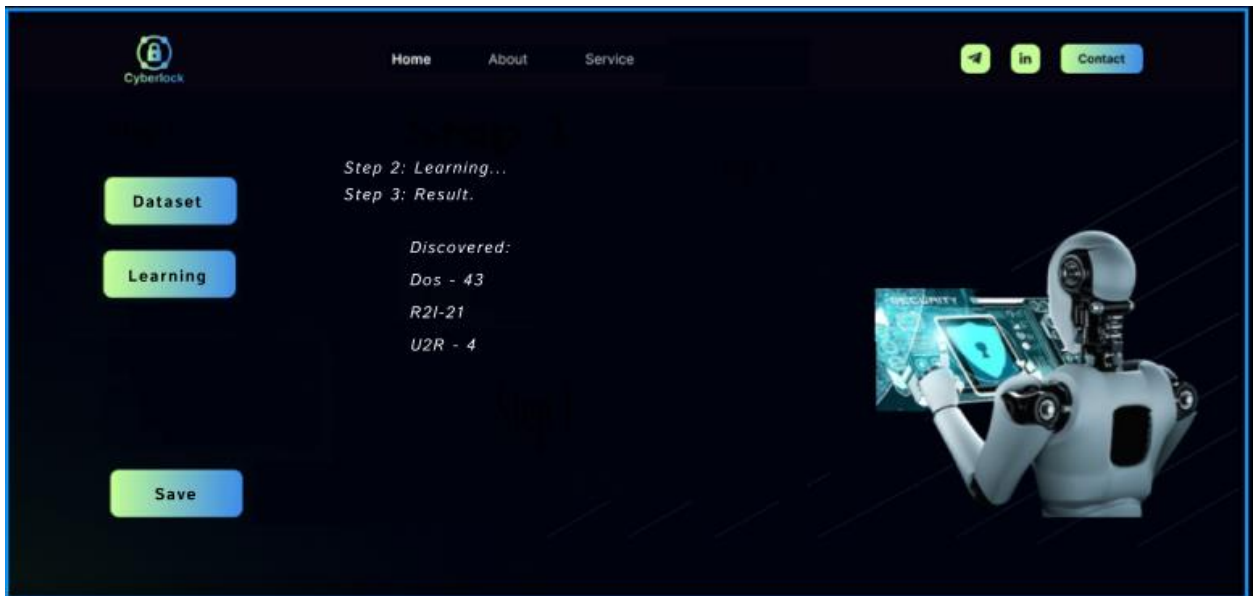 Cyberlock
Home About Service
in
Contact
Step 2: Learning...
Step 3: Result.
Dataset
Discovered:
Learning
Dos - 43
R2I-21
U2R - 4
SECURITY
Save